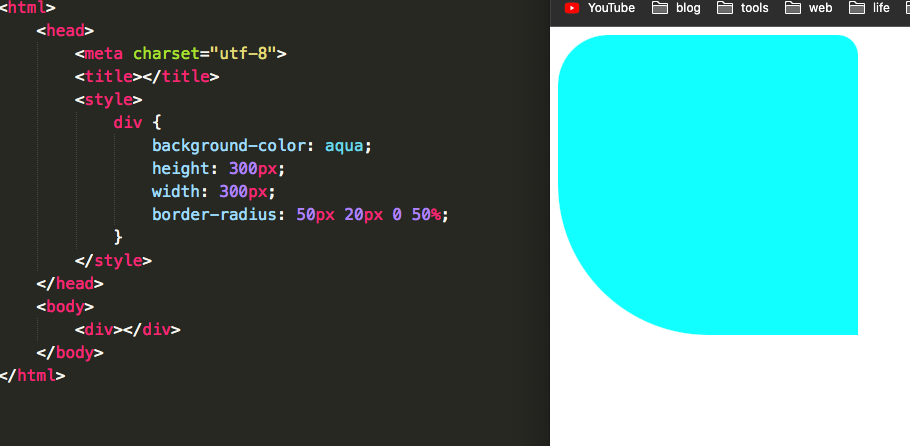 <html>
<head>
<meta charset="utf-8">
<title></title>
<style>
div {
background-color: aqua;
height: 300px;
width: 300px;
border-radius: 50px 20px 0 50%;
}
</style>
</head>
<body>
<div></div>
</body>
</html>
YouTube blog tools web life